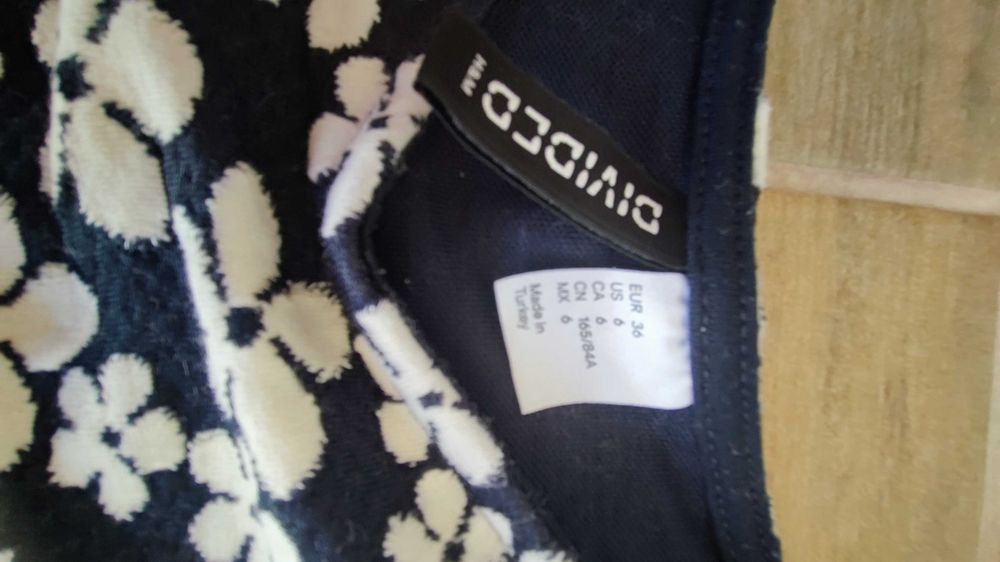 DIVIDED
H&M
EUR 36
US 6
CA 6
CN 165/84A
MX 6
Made in
Turkey